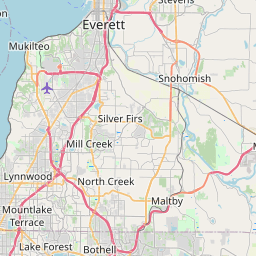 Stevens
Everett
Mukilteo
Snohomish
Silver Firs
Mill Creek
Lynnwood
North Creek
Maltby
Mountlake
Terrace
Lake Forest
Bothell